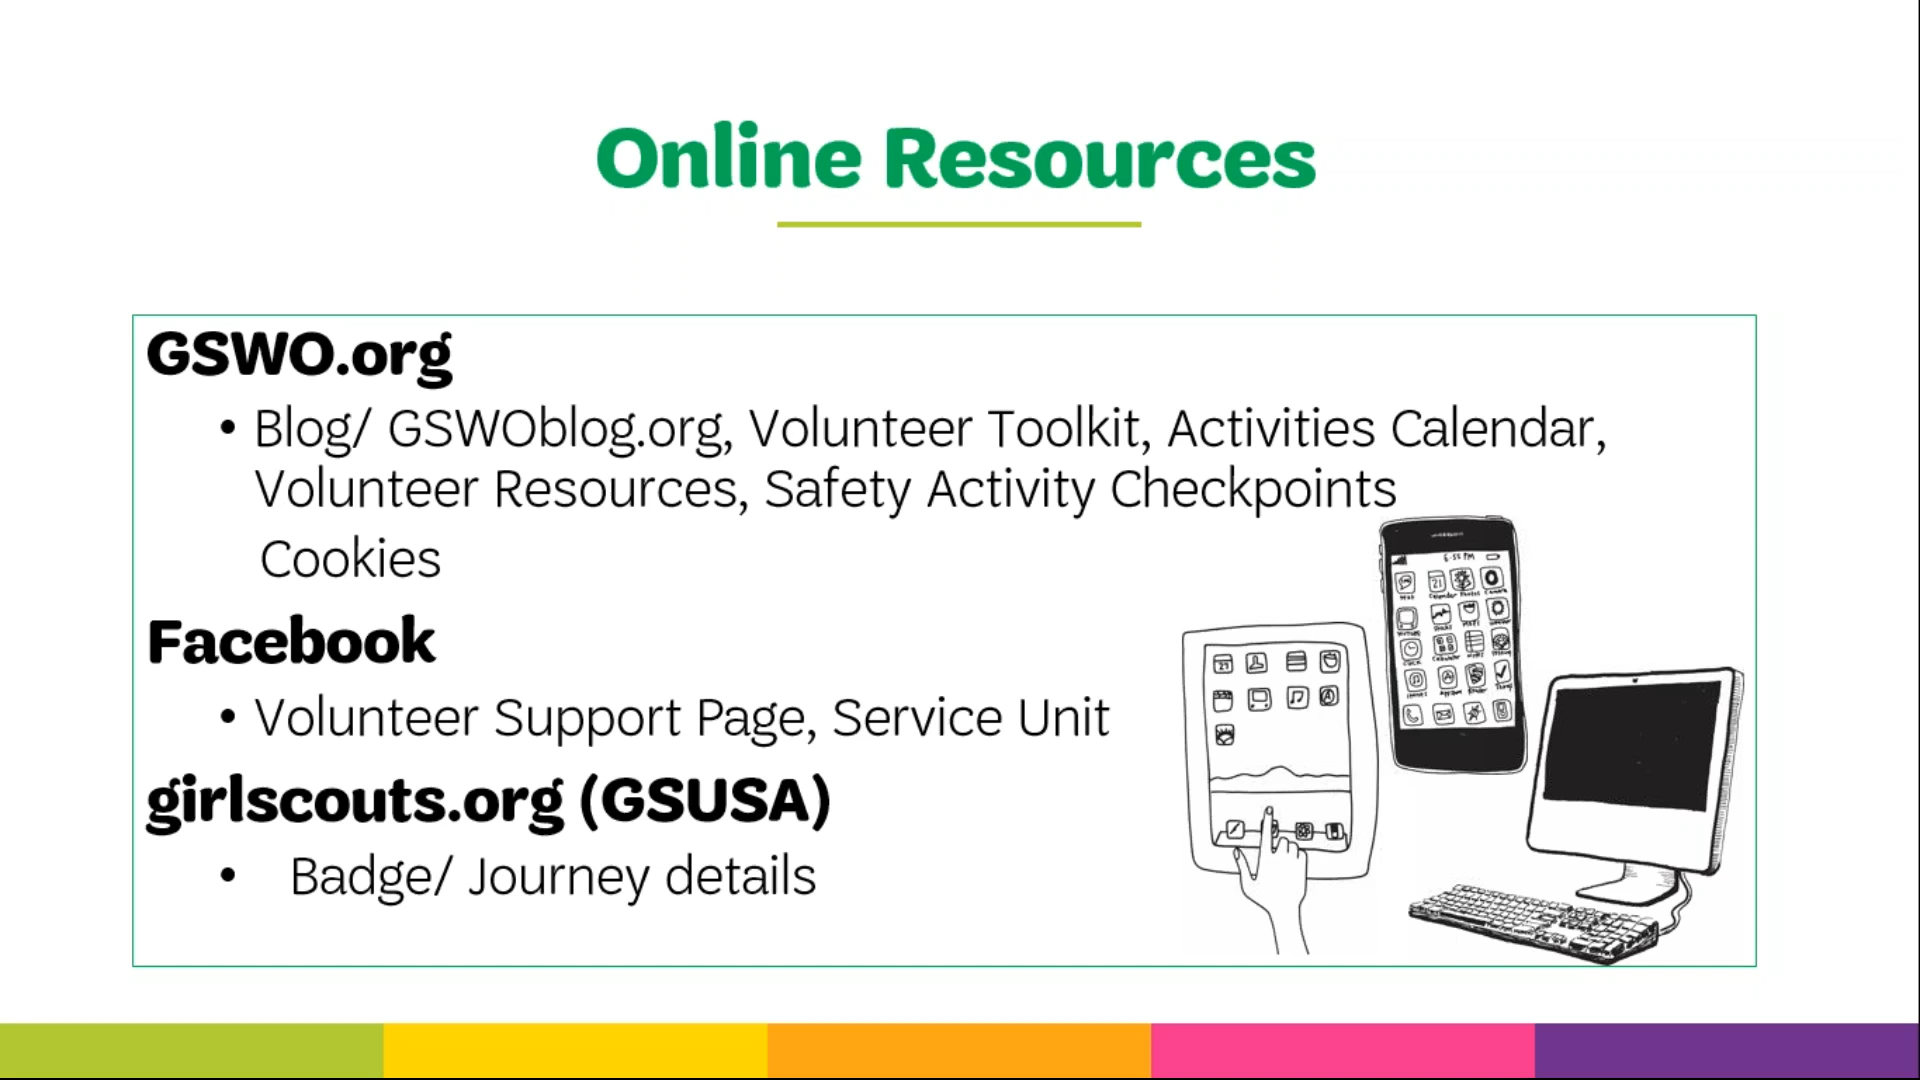 Online Resources
GSWO.org
• Blog/ GSWOblog.org, Volunteer Toolkit, Activities Calendar,
Volunteer Resources, Safety Activity Checkpoints
Cookies
Facebook
• Volunteer Support Page, Service Unit
girlscouts.org (GSUSA)
• Badge/ Journey details